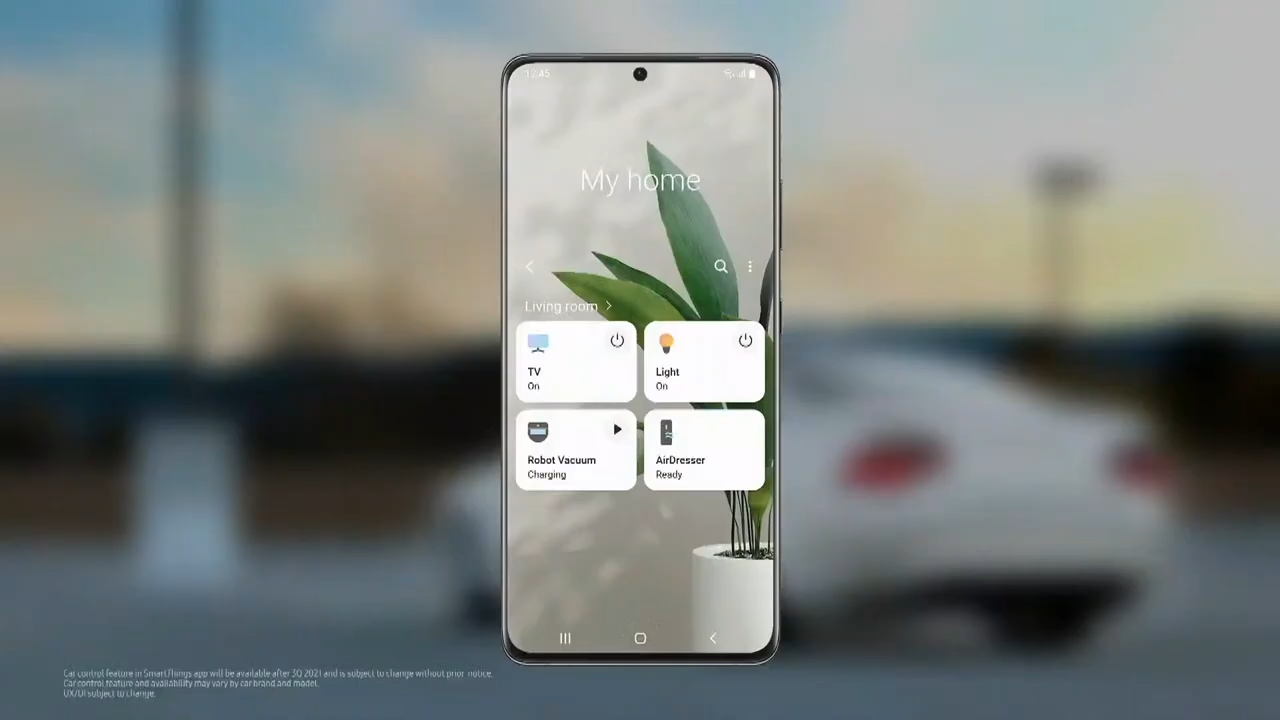 12:45
My home
Living room
TV
On
Light
On
Robot Vacuum
Charging
AirDresser
Ready
Car control feature in SmartThings app will be available after 3Q 2021 and is subject to change without prior notice.
Car control feature and availability may vary by car brand and model.
UX/UI subject to change.